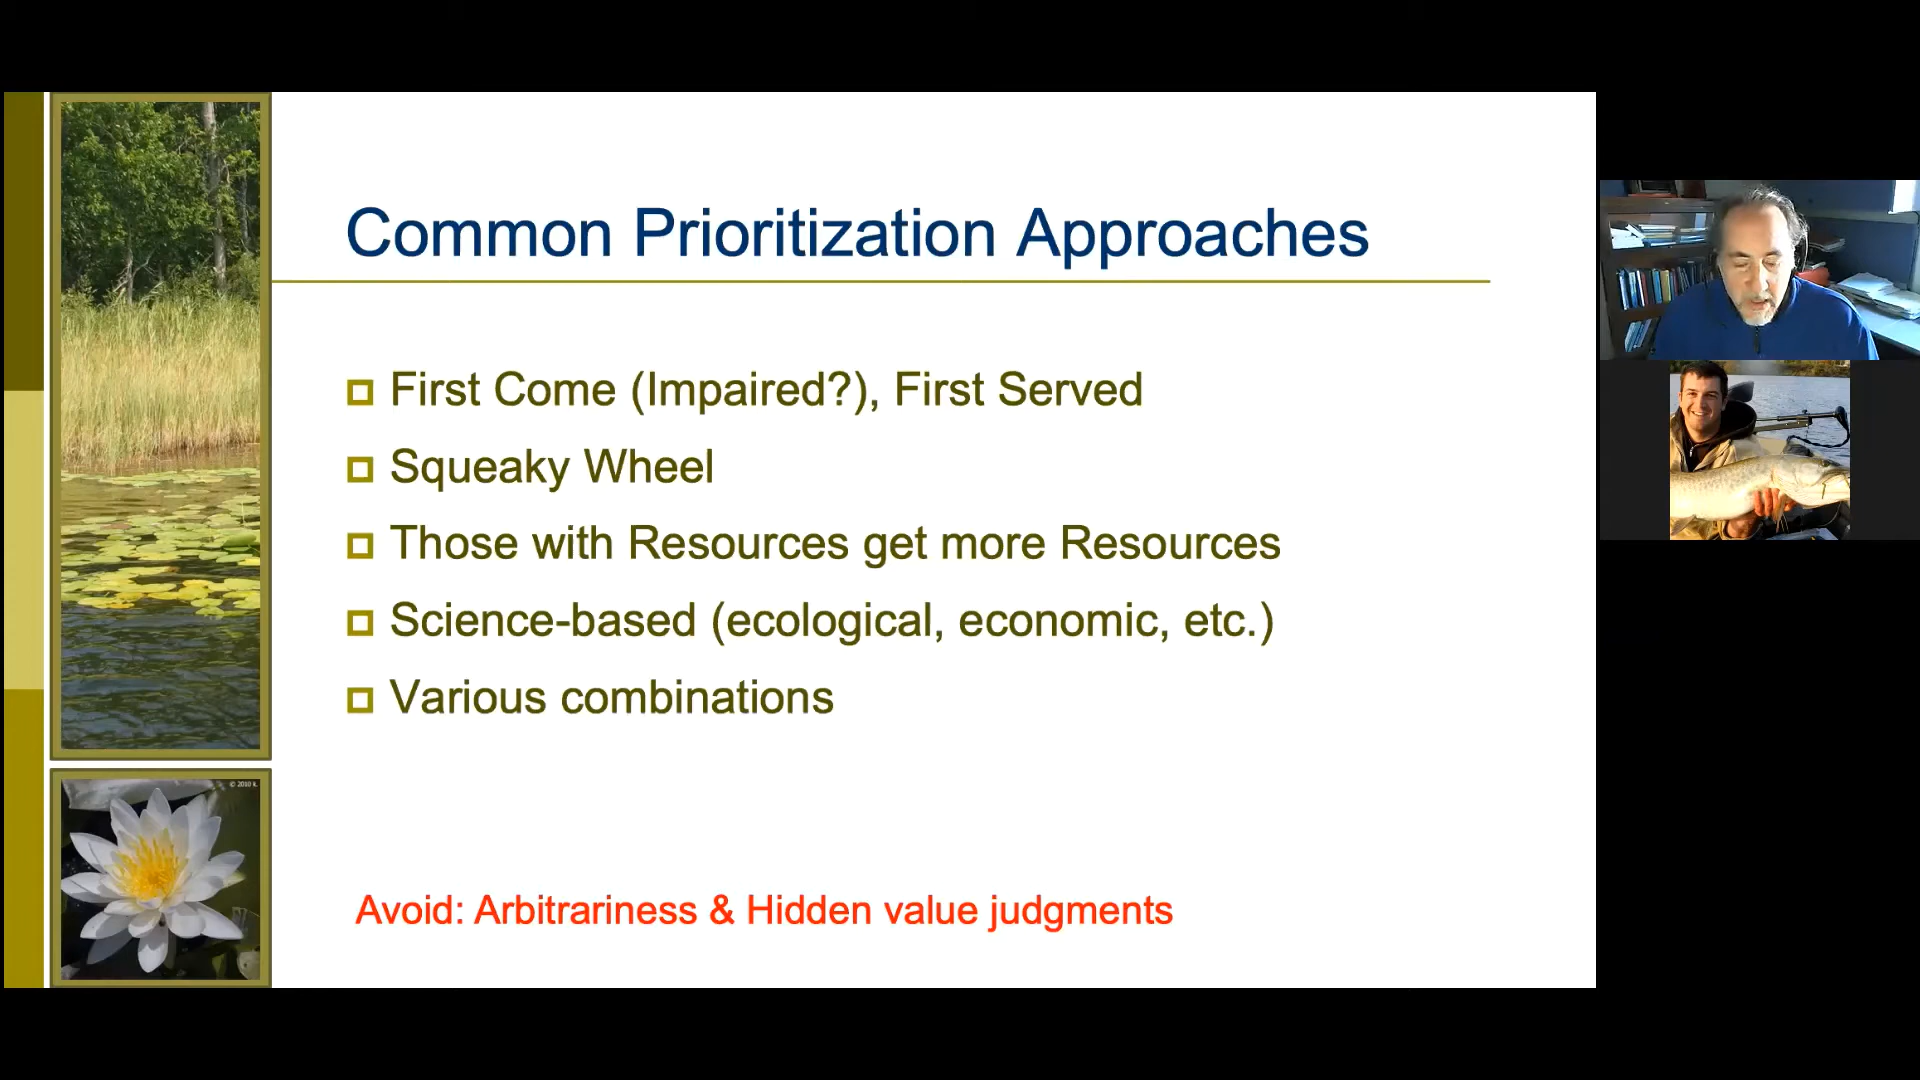 Common Prioritization Approaches
First Come (Impaired?), First Served
Squeaky Wheel
Those with Resources get more Resources
Science-based (ecological, economic, etc.)
Various combinations
© 2010 K.
Avoid: Arbitrariness & Hidden value judgments